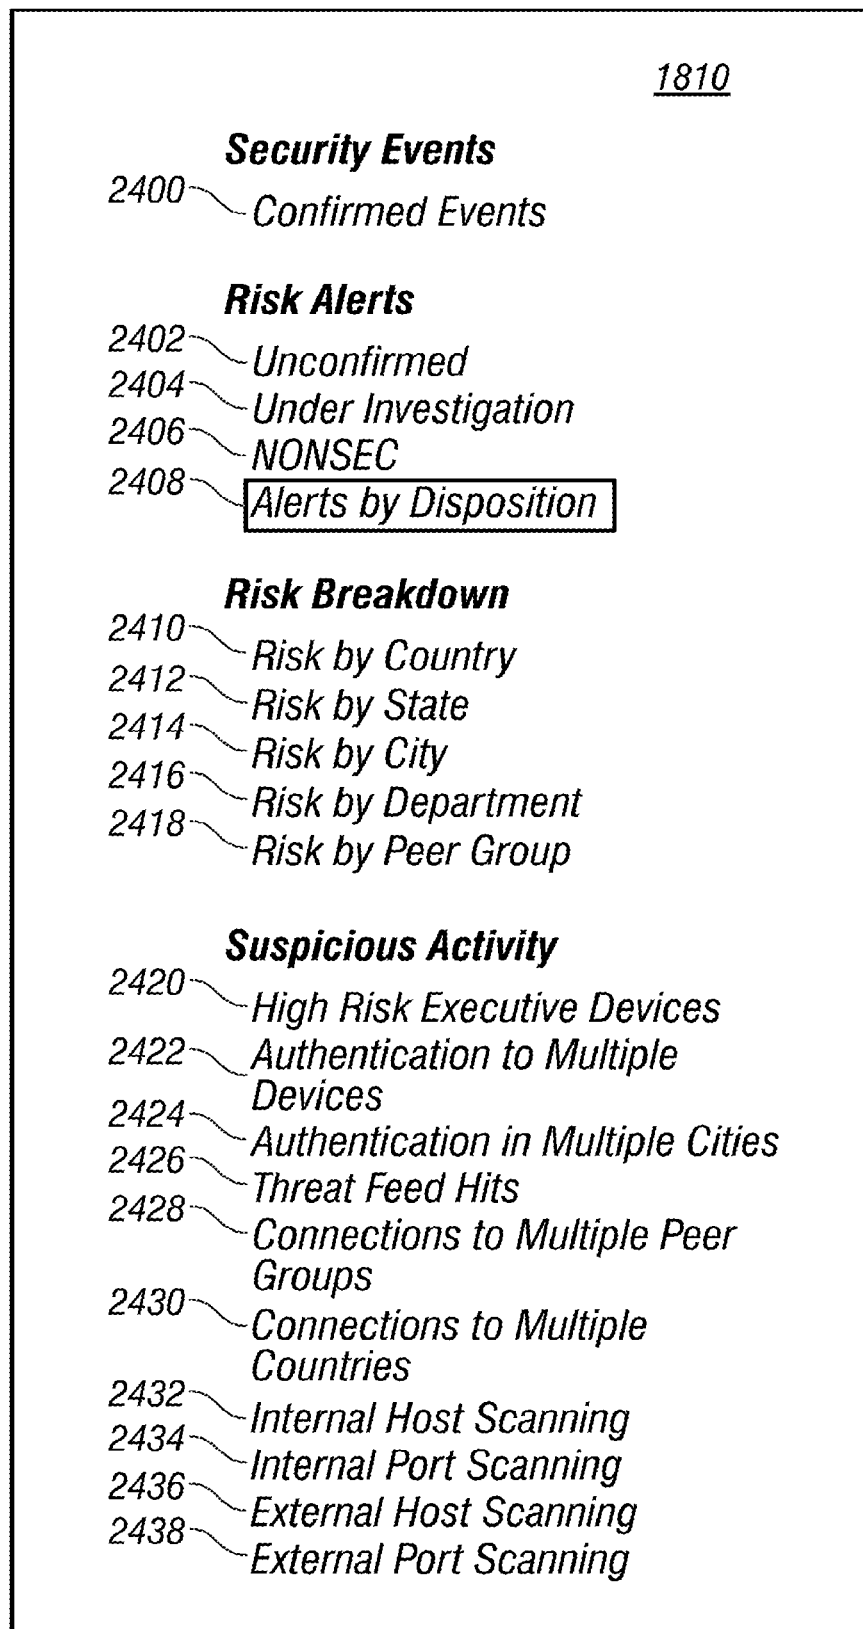 1810
Security Events
2400
Confirmed Events
Risk Alerts
2402
Unconfirmed
2404
Under Investigation
2406
NONSEC
2408
Alerts by Disposition
Risk Breakdown
2410
Risk by Country
2412
Risk by State
2414
Risk by City
2416
Risk by Department
2418
Risk by Peer Group
Suspicious Activity
2420
High Risk Executive Devices
2422
Authentication to Multiple
Devices
2424
Authentication in Multiple Cities
2426
Threat Feed Hits
2428
Connections to Multiple Peer
Groups
2430
Connections to Multiple
Countries
2432
Internal Host Scanning
2434
Internal Port Scanning
2436
External Host Scanning
2438
External Port Scanning